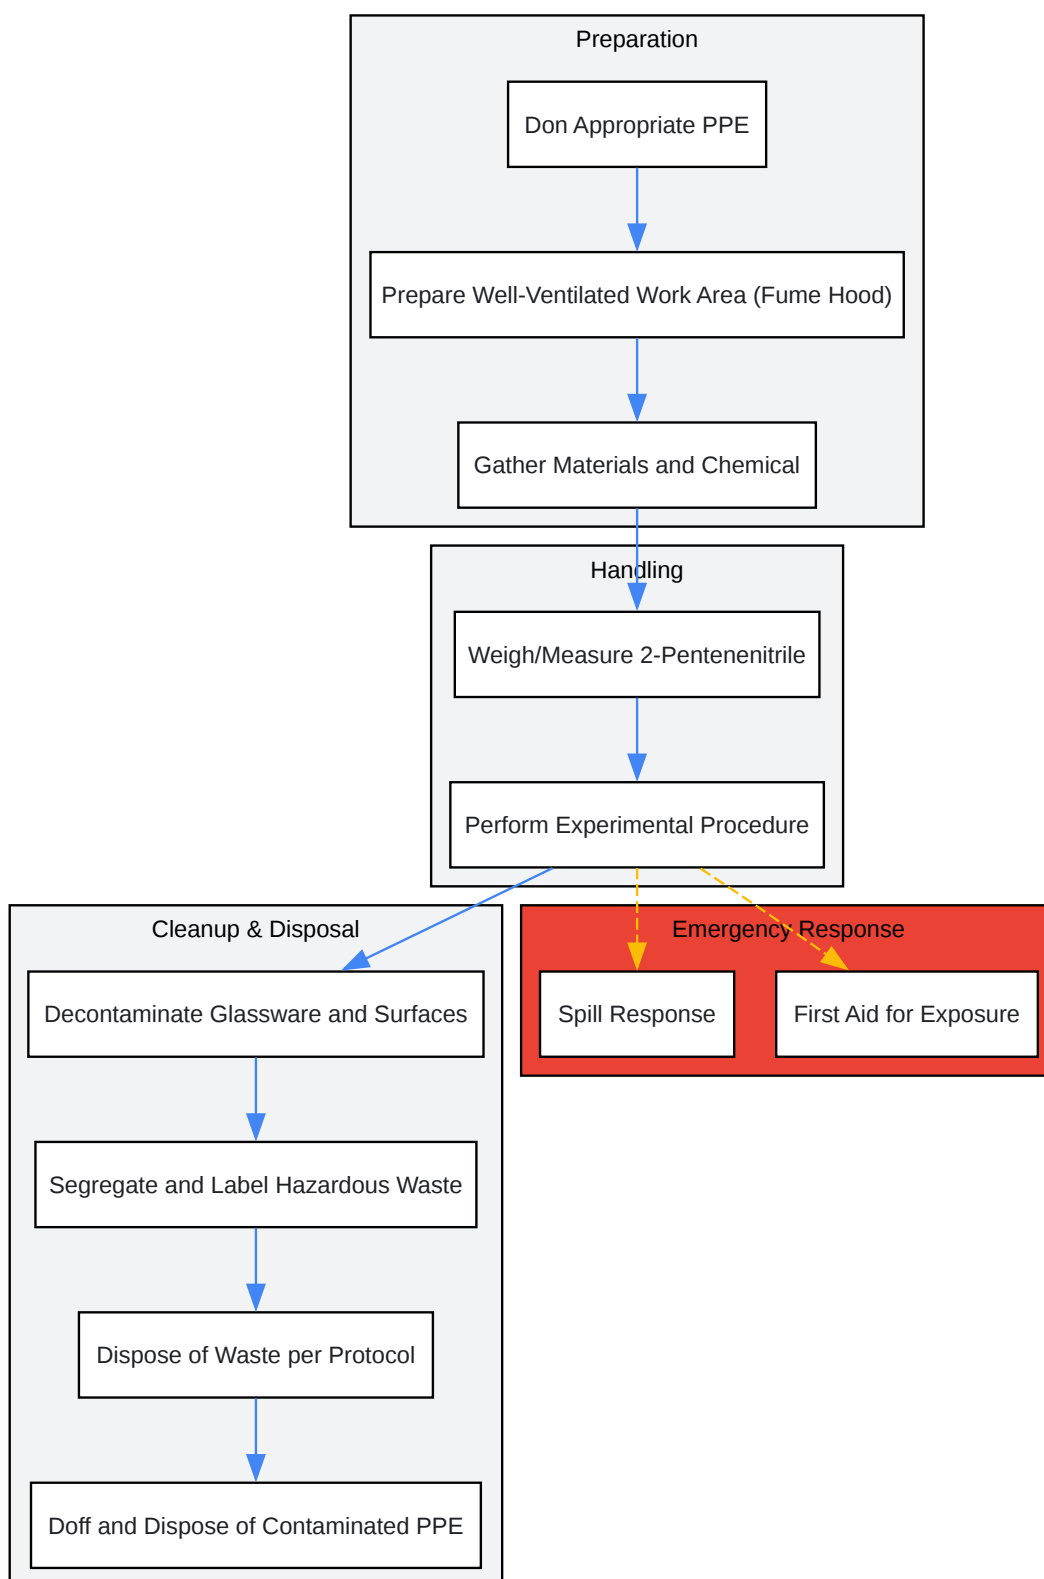 Preparation
Don Appropriate PPE
Prepare Well-Ventilated Work Area (Fume Hood)
Gather Materials and Chemical
Handling
Weigh/Measure 2-Pentenenitrile
Perform Experimental Procedure
Cleanup & Disposal
Decontaminate Glassware and Surfaces
Segregate and Label Hazardous Waste
Dispose of Waste per Protocol
Doff and Dispose of Contaminated PPE
Emergency Response
Spill Response
First Aid for Exposure